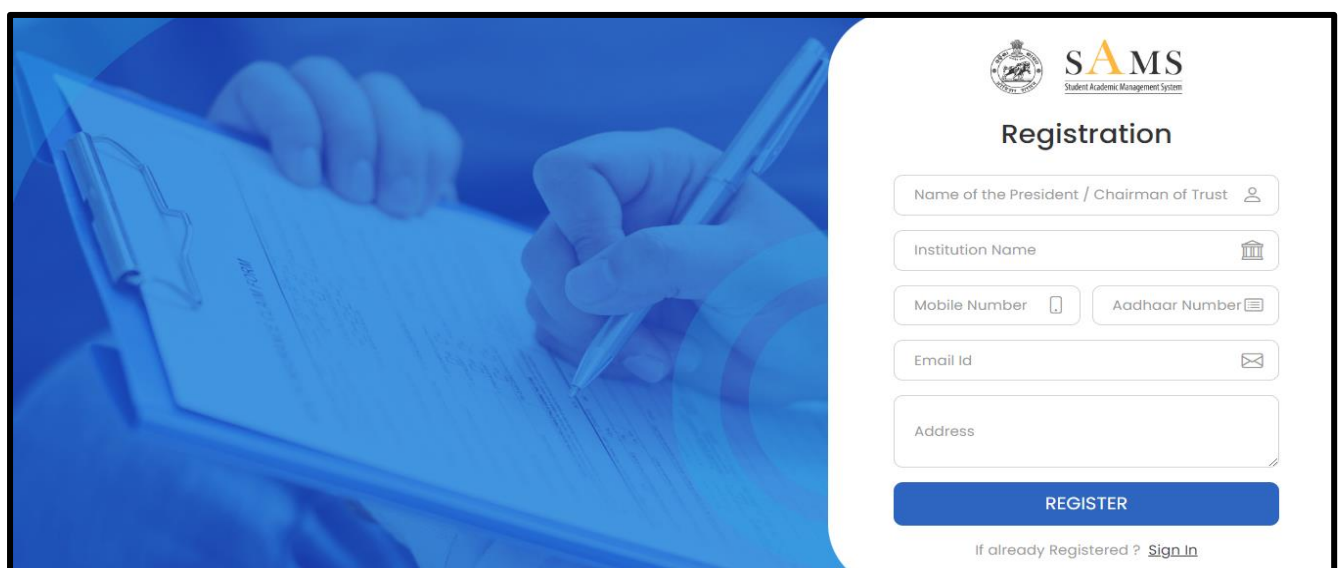 SAMS
Student Academic Management System
Registration
Name of the President / Chairman of Trust
Institution Name
Mobile Number
Aadhaar Number
Email Id
Address
REGISTER
If already Registered ? Sign In